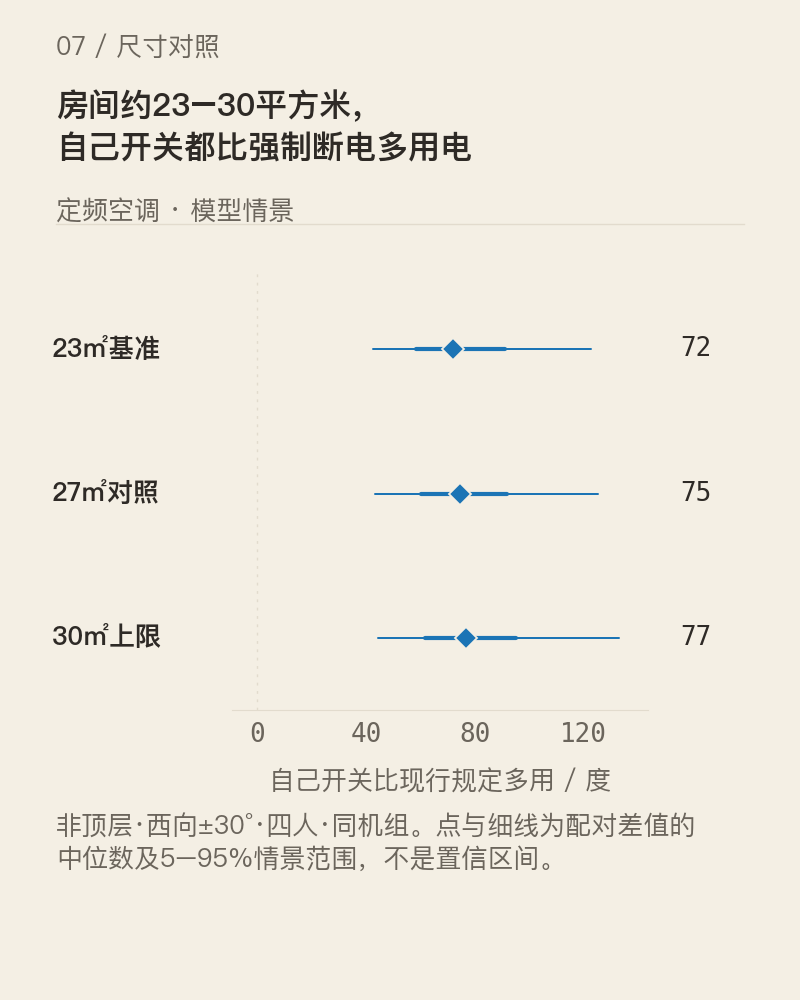 07 / 尺寸对照
房间约23—30平方米，
自己开关都比强制断电多用电
定频空调 · 模型情景
23㎡基准
72
27㎡对照
75
30㎡上限
77
0 40 80 120
自己开关比现行规定多用 / 度
非顶层·西向±30°·四人·同机组。点与细线为配对差值的
中位数及5—95%情景范围，不是置信区间。